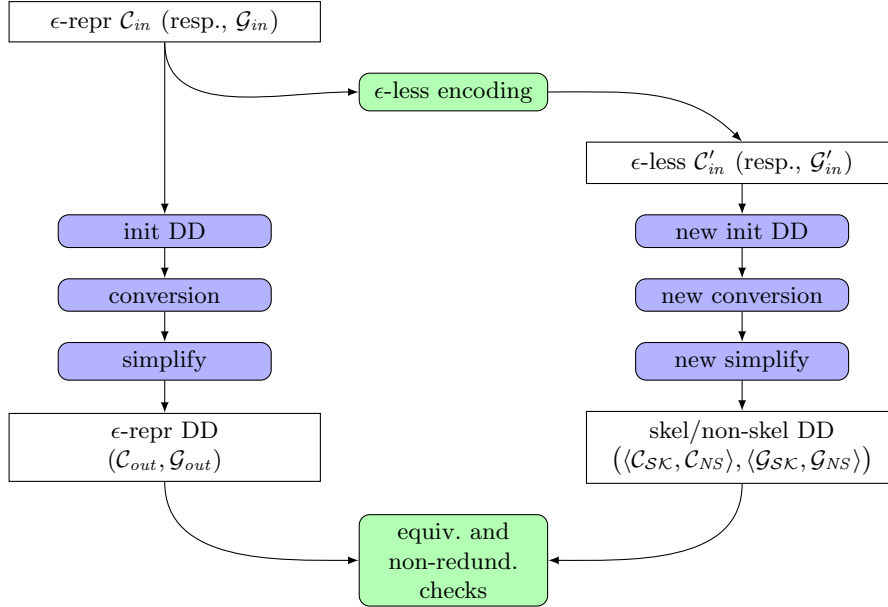 ϵ-repr 𝒞_in (resp., 𝒢_in)
ϵ-less encoding
ϵ-less 𝒞′_in (resp., 𝒢′_in)
init DD
new init DD
conversion
new conversion
simplify
new simplify
ϵ-repr DD
(𝒞_out, 𝒢_out)
skel/non-skel DD
(⟨𝒞_𝒮𝒦, 𝒞_NS⟩, ⟨𝒢_𝒮𝒦, 𝒢_NS⟩)
equiv. and
non-redund.
checks